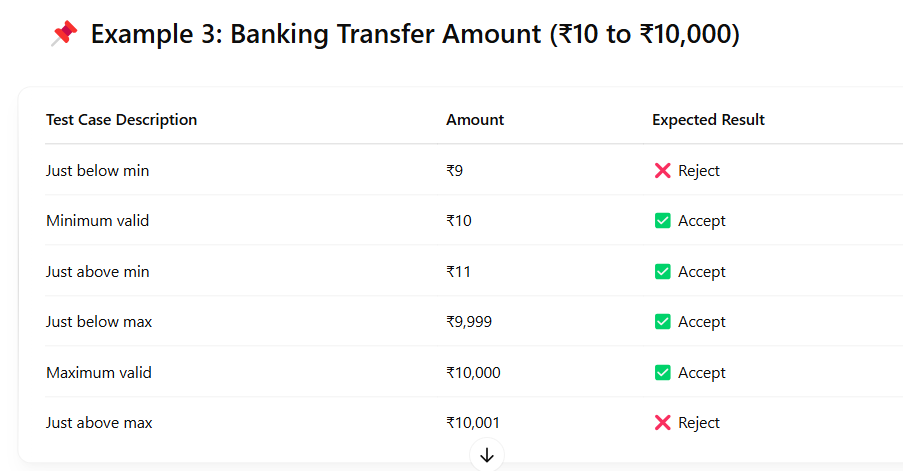 📌 Example 3: Banking Transfer Amount (₹10 to ₹10,000)
Test Case Description Amount Expected Result
Just below min ₹9 ❌ Reject
Minimum valid ₹10 ✅ Accept
Just above min ₹11 ✅ Accept
Just below max ₹9,999 ✅ Accept
Maximum valid ₹10,000 ✅ Accept
Just above max ₹10,001 ❌ Reject